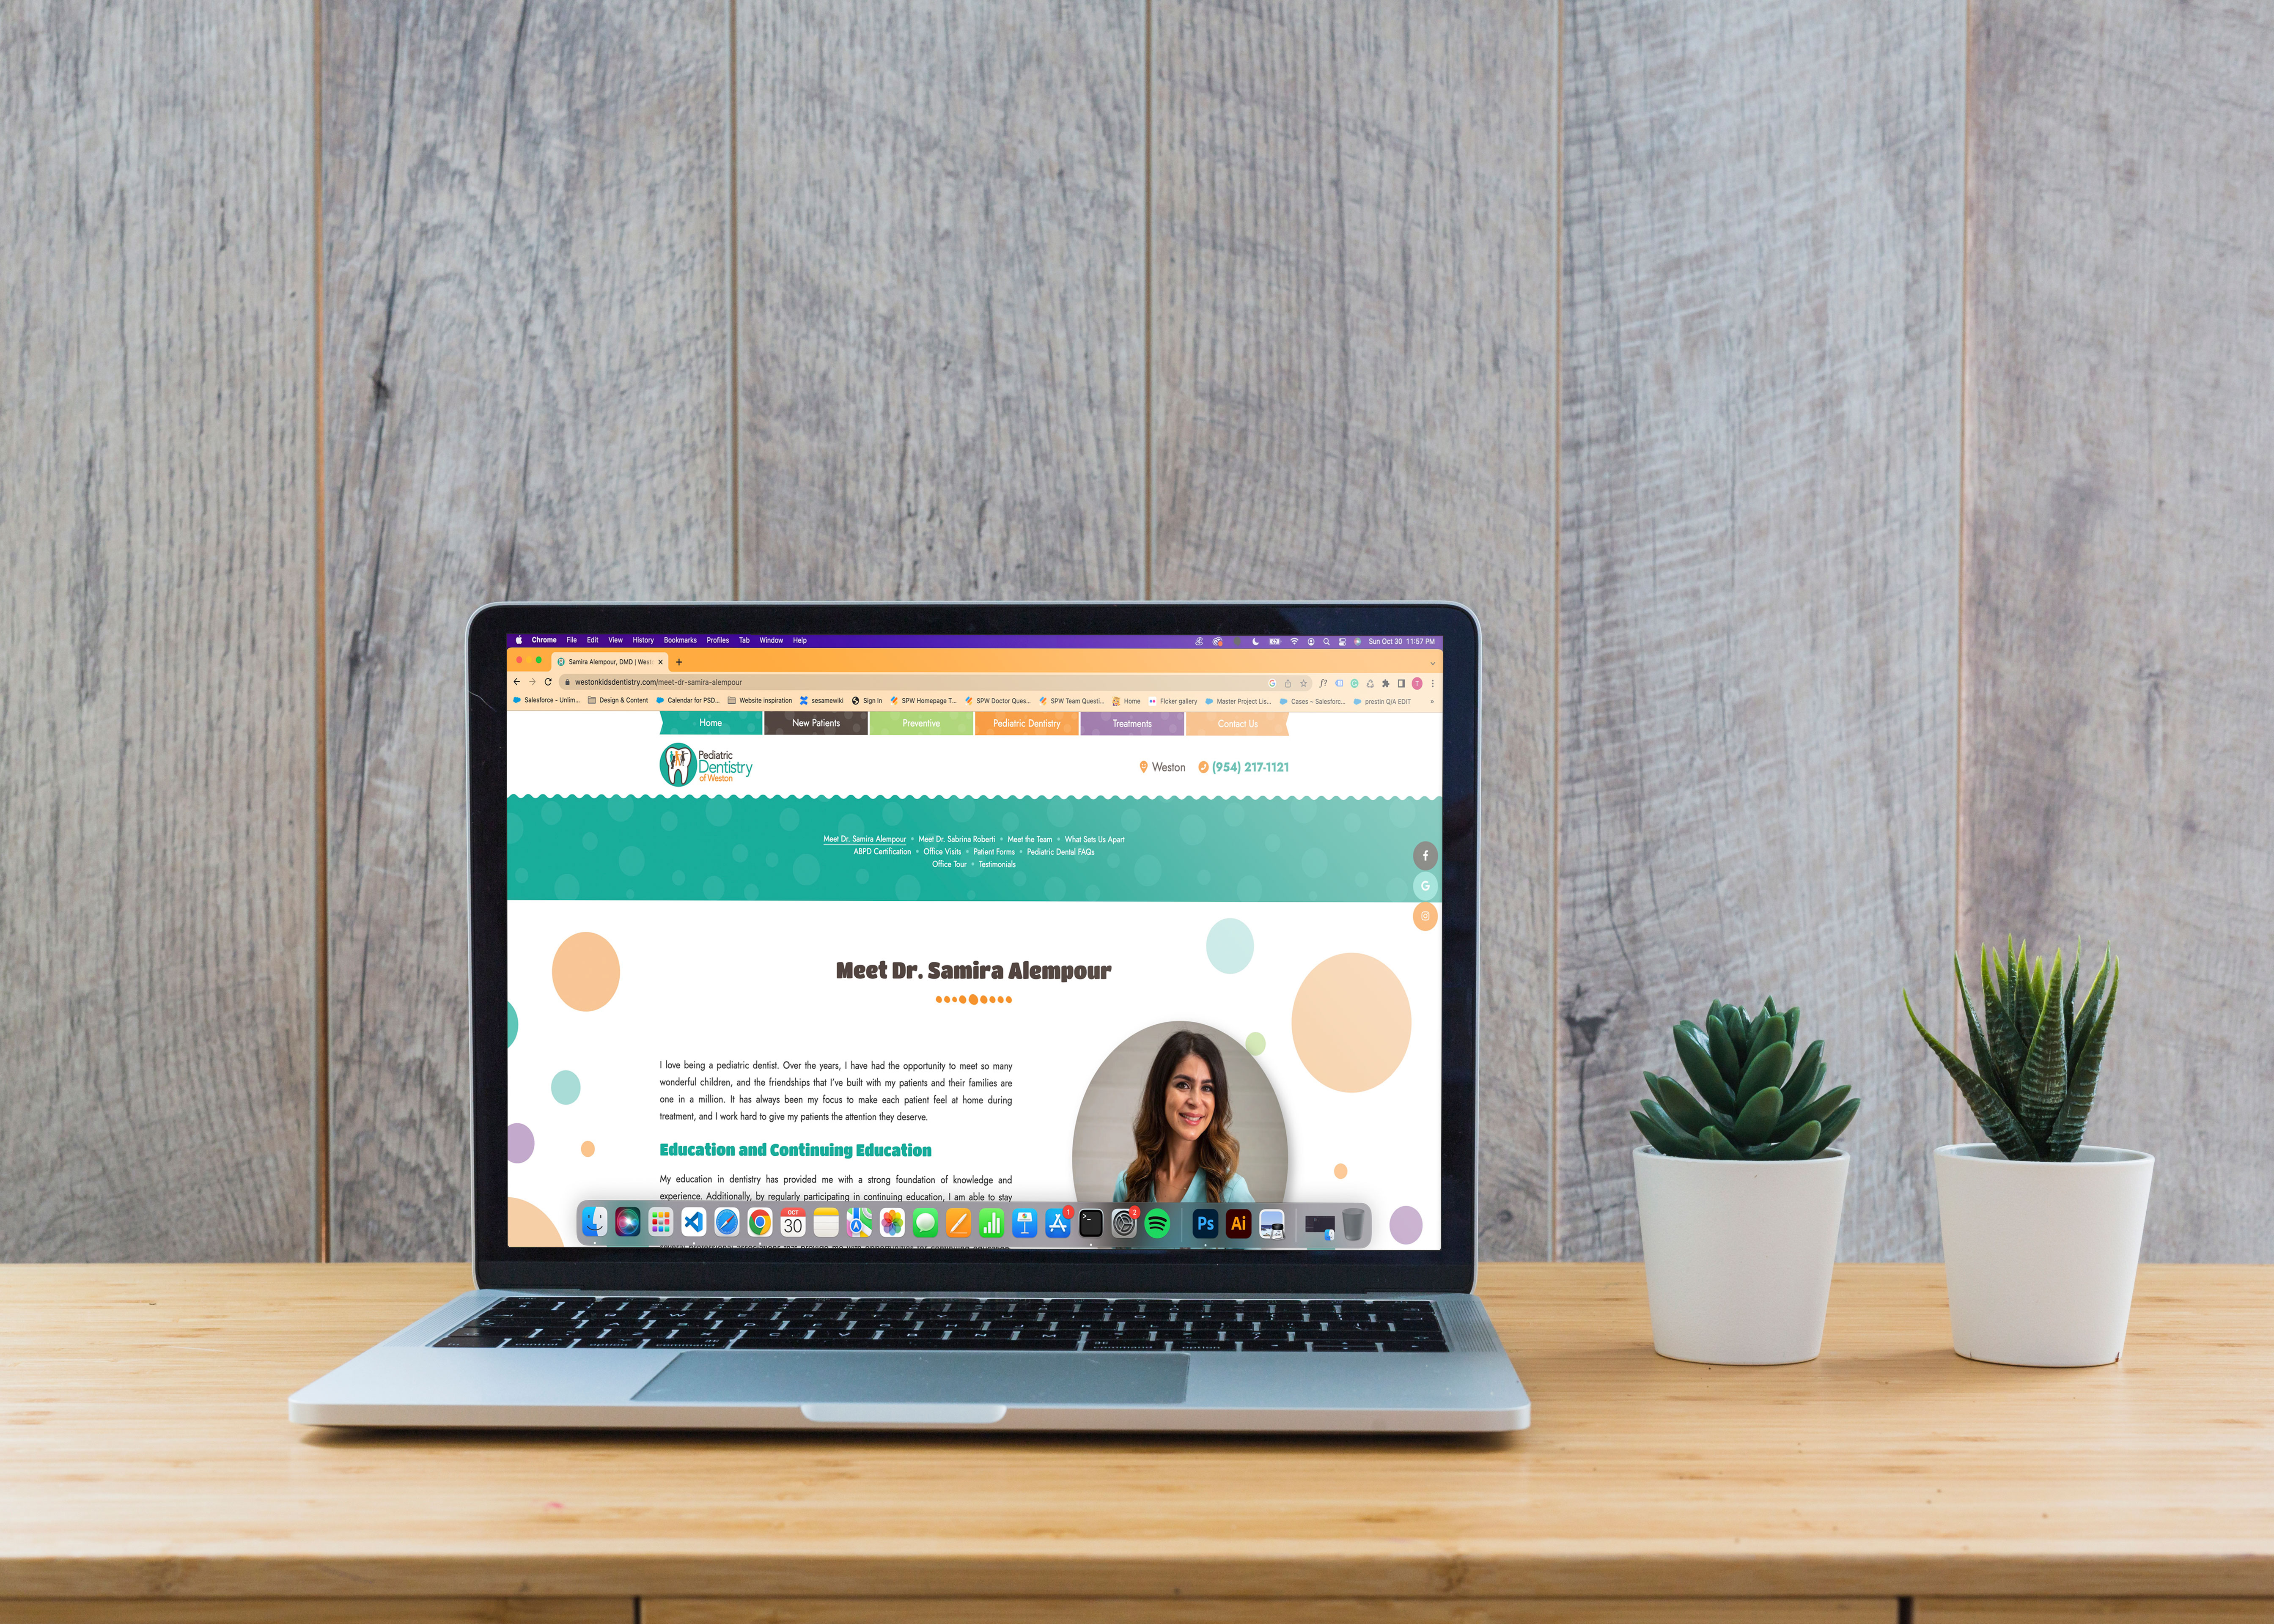 Chrome File Edit View History Bookmarks Profiles Tab Window Help
Sun Oct 30 11:57 PM
Samira Alempour, DMD | West
westonkidsdentistry.com/meet-dr-samira-alempour
Salesforce - Unlim... Design & Content Calendar for PSD... Website inspiration sesamewiki Sign In SPW Homepage T... SPW Doctor Ques... SPW Team Questi... Home Ficker gallery Master Project Lis... Cases ~ Salesforc... prestin Q/A EDIT
Home New Patients Preventive Pediatric Dentistry Treatments Contact Us
Pediatric
Dentistry
of Weston
Weston (954) 217-1121
Meet Dr. Samira Alempour • Meet Dr. Sabrina Roberti • Meet the Team • What Sets Us Apart
ABPD Certification • Office Visits • Patient Forms • Pediatric Dental FAQs
Office Tour • Testimonials
Meet Dr. Samira Alempour
I love being a pediatric dentist. Over the years, I have had the opportunity to meet so many
wonderful children, and the friendships that I've built with my patients and their families are
one in a million. It has always been my focus to make each patient feel at home during
treatment, and I work hard to give my patients the attention they deserve.
Education and Continuing Education
My education in dentistry has provided me with a strong foundation of knowledge and
experience. Additionally, by regularly participating in continuing education, I am able to stay
OCT
30
1
2
Ps
Ai
control option command command option